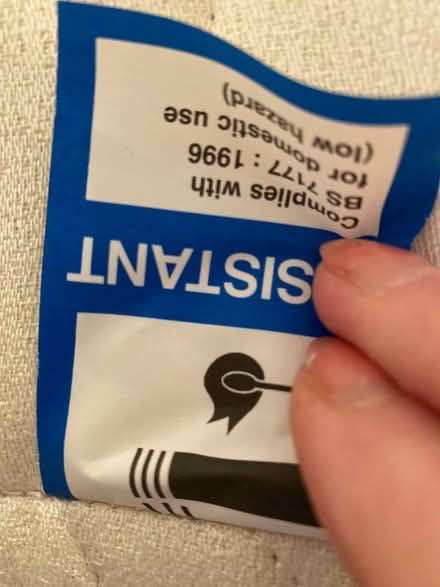 SISTANT
Complies with
BS 7177 : 1996
for domestic use
(low hazard)